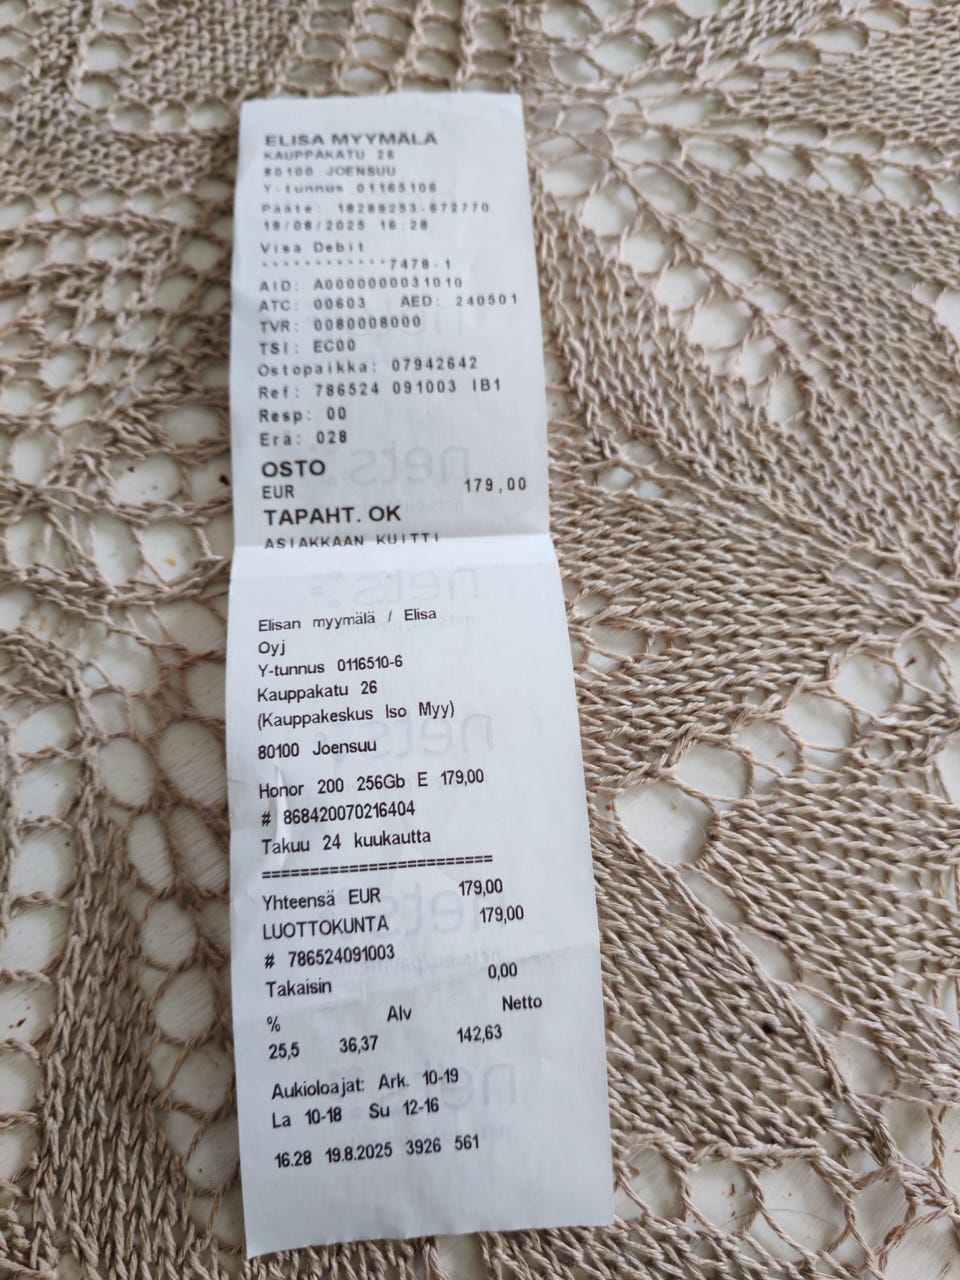 ELISA MYYMÄLÄ
KAUPPAKATU 26
80100 JOENSUU
Y-tunnus 01165106
Pääte: 18289253-672770
19/08/2025 16:28
Visa Debit
************7478-1
AID: A0000000031010
ATC: 00603 AED: 240501
TVR: 0080008000
TSI: EC00
Ostopaikka: 07942642
Ref: 786524 091003 IB1
Resp: 00
Erä: 028
OSTO
EUR 179,00
TAPAHT. OK
ASIAKKAAN KUITTI
Elisan myymälä / Elisa
Oyj
Y-tunnus 0116510-6
Kauppakatu 26
(Kauppakeskus Iso Myy)
80100 Joensuu
Honor 200 256Gb E 179,00
# 868420070216404
Takuu 24 kuukautta
=========================
Yhteensä EUR 179,00
LUOTTOKUNTA 179,00
# 786524091003
Takaisin 0,00
% Alv Netto
25,5 36,37 142,63
Aukioloajat: Ark. 10-19
La 10-18 Su 12-16
16.28 19.8.2025 3926 561